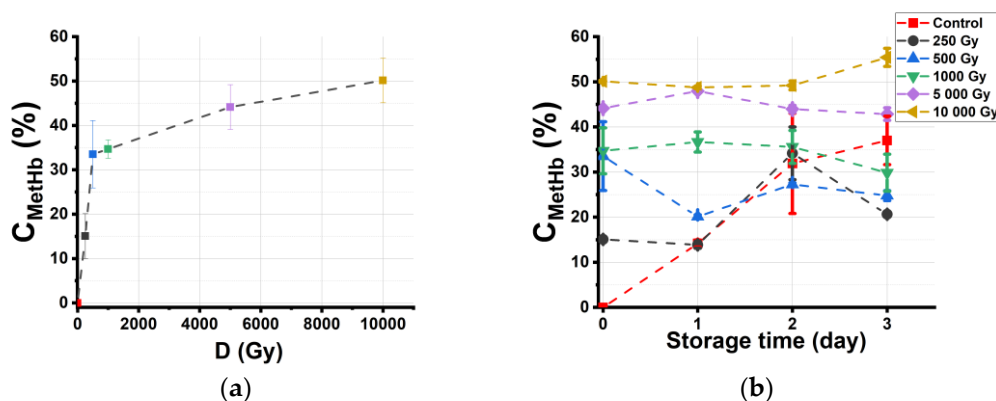 60
50
40
30
20
10
0
C_MetHb (%)
0 2000 4000 6000 8000 10000
D (Gy)
(a)
Control
250 Gy
500 Gy
1000 Gy
5 000 Gy
10 000 Gy
60
50
40
30
20
10
0
C_MetHb (%)
0 1 2 3
Storage time (day)
(b)